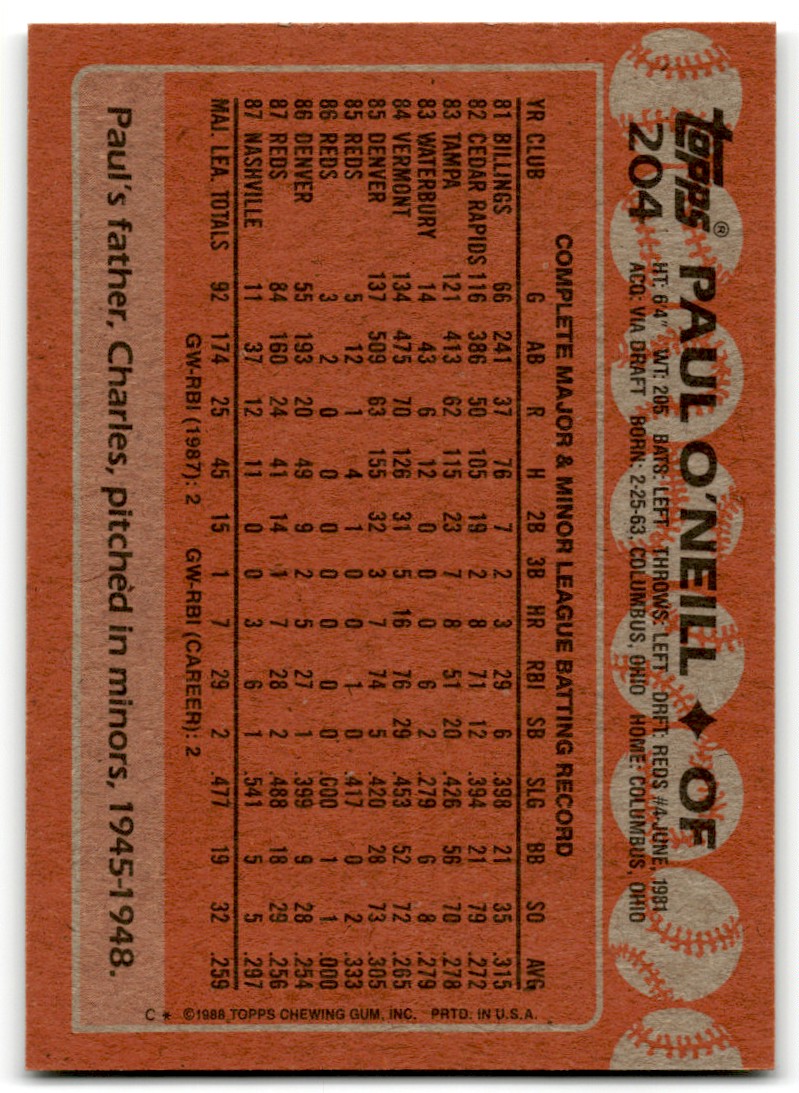 topps®
204
PAUL O'NEILL ✦ OF
HT: 6'4" WT: 205 BATS: LEFT THROWS: LEFT DRFT: REDS #4-JUNE, 1981
ACQ: VIA DRAFT BORN: 2-25-63, COLUMBUS, OHIO HOME: COLUMBUS, OHIO
COMPLETE MAJOR & MINOR LEAGUE BATTING RECORD
YR CLUB G AB R H 2B 3B HR RBI SB SLG BB SO AVG
81 BILLINGS 66 241 37 76 7 2 3 29 6 .398 21 35 .315
82 CEDAR RAPIDS 116 386 50 105 19 2 8 71 12 .394 21 79 .272
83 TAMPA 121 413 62 115 23 7 8 51 20 .426 56 70 .278
83 WATERBURY 14 43 6 12 0 0 0 6 2 .279 6 8 .279
84 VERMONT 134 475 70 126 31 5 16 76 29 .453 52 72 .265
85 DENVER 137 509 63 155 32 3 7 74 5 .420 28 73 .305
85 REDS 5 12 1 4 1 0 0 1 0 .417 0 2 .333
86 REDS 3 2 0 0 0 0 0 0 0 .000 1 1 .000
86 DENVER 55 193 20 49 9 2 5 27 1 .399 9 28 .254
87 REDS 84 160 24 41 14 1 7 28 2 .488 18 29 .256
87 NASHVILLE 11 37 12 11 0 0 3 6 1 .541 5 5 .297
MAJ. LEA. TOTALS 92 174 25 45 15 1 7 29 2 .477 19 32 .259
GW-RBI (1987): 2 GW-RBI (CAREER): 2
Paul's father, Charles, pitched in minors, 1945-1948.
C * ©1988 TOPPS CHEWING GUM, INC. PRTD. IN U.S.A.